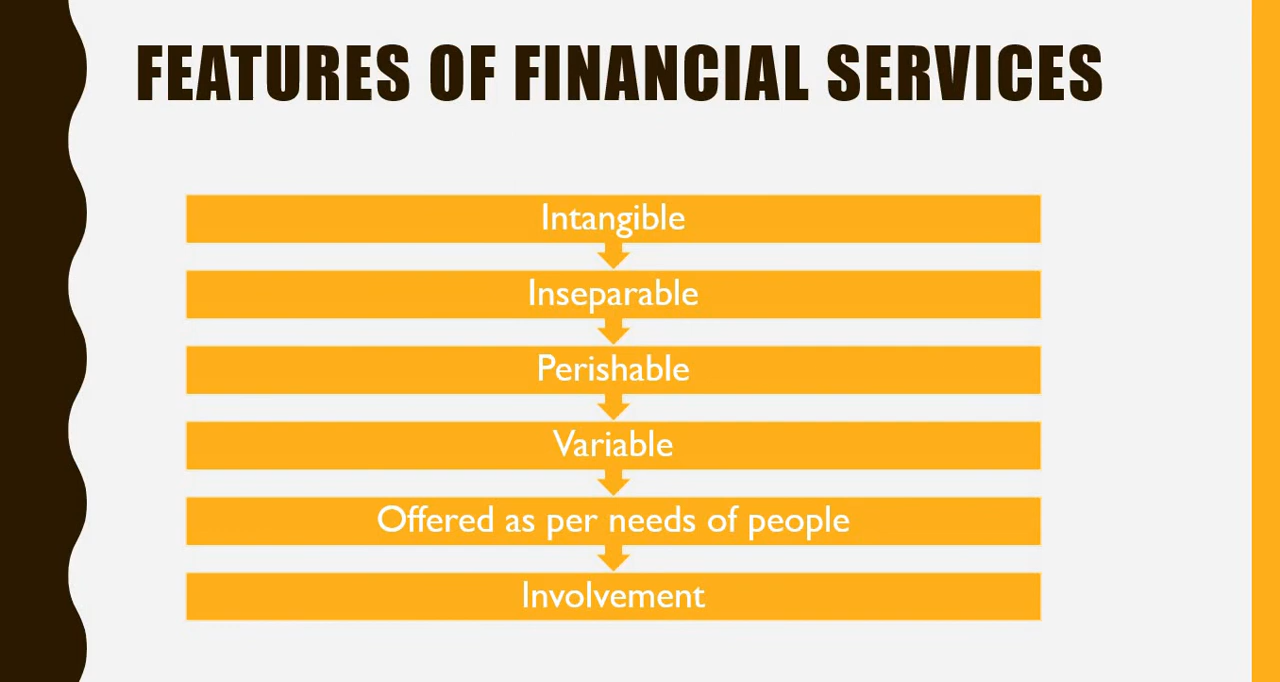 FEATURES OF FINANCIAL SERVICES
Intangible
Inseparable
Perishable
Variable
Offered as per needs of people
Involvement